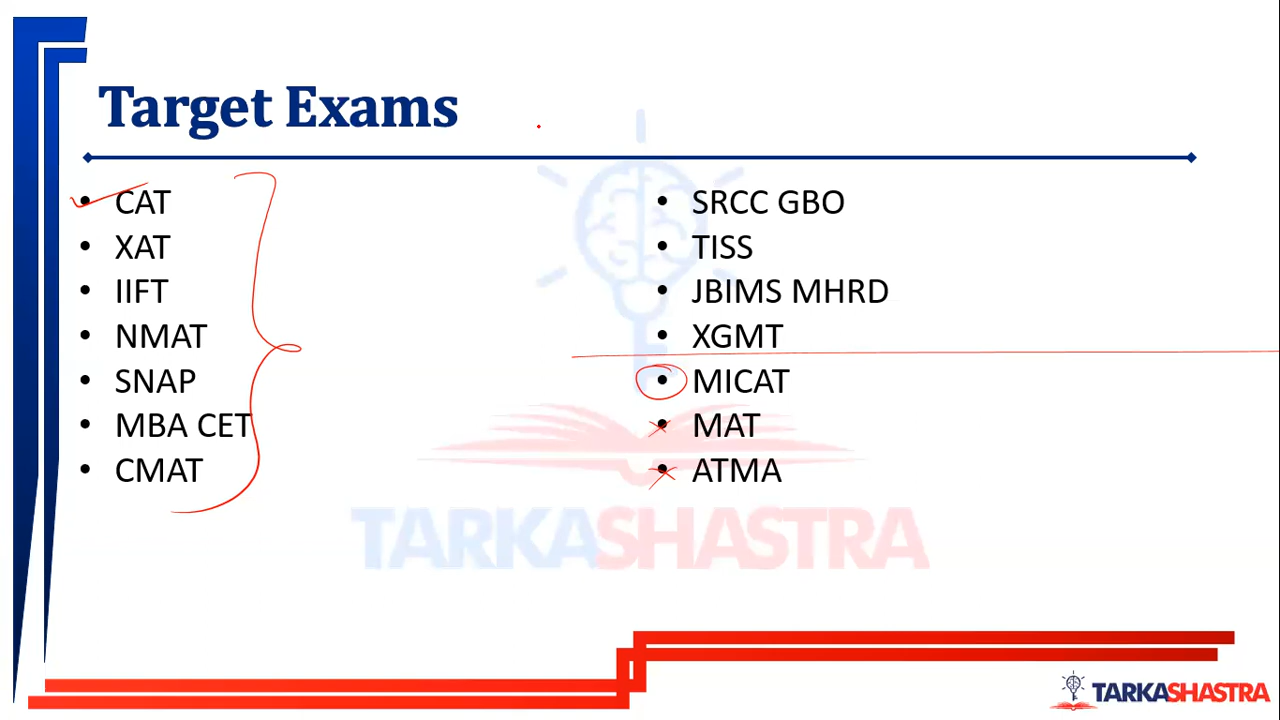 Target Exams
• CAT
• XAT
• IIFT
• NMAT
• SNAP
• MBA CET
• CMAT
• SRCC GBO
• TISS
• JBIMS MHRD
• XGMT
• MICAT
• MAT
• ATMA
TARKASHASTRA
TARKASHASTRA